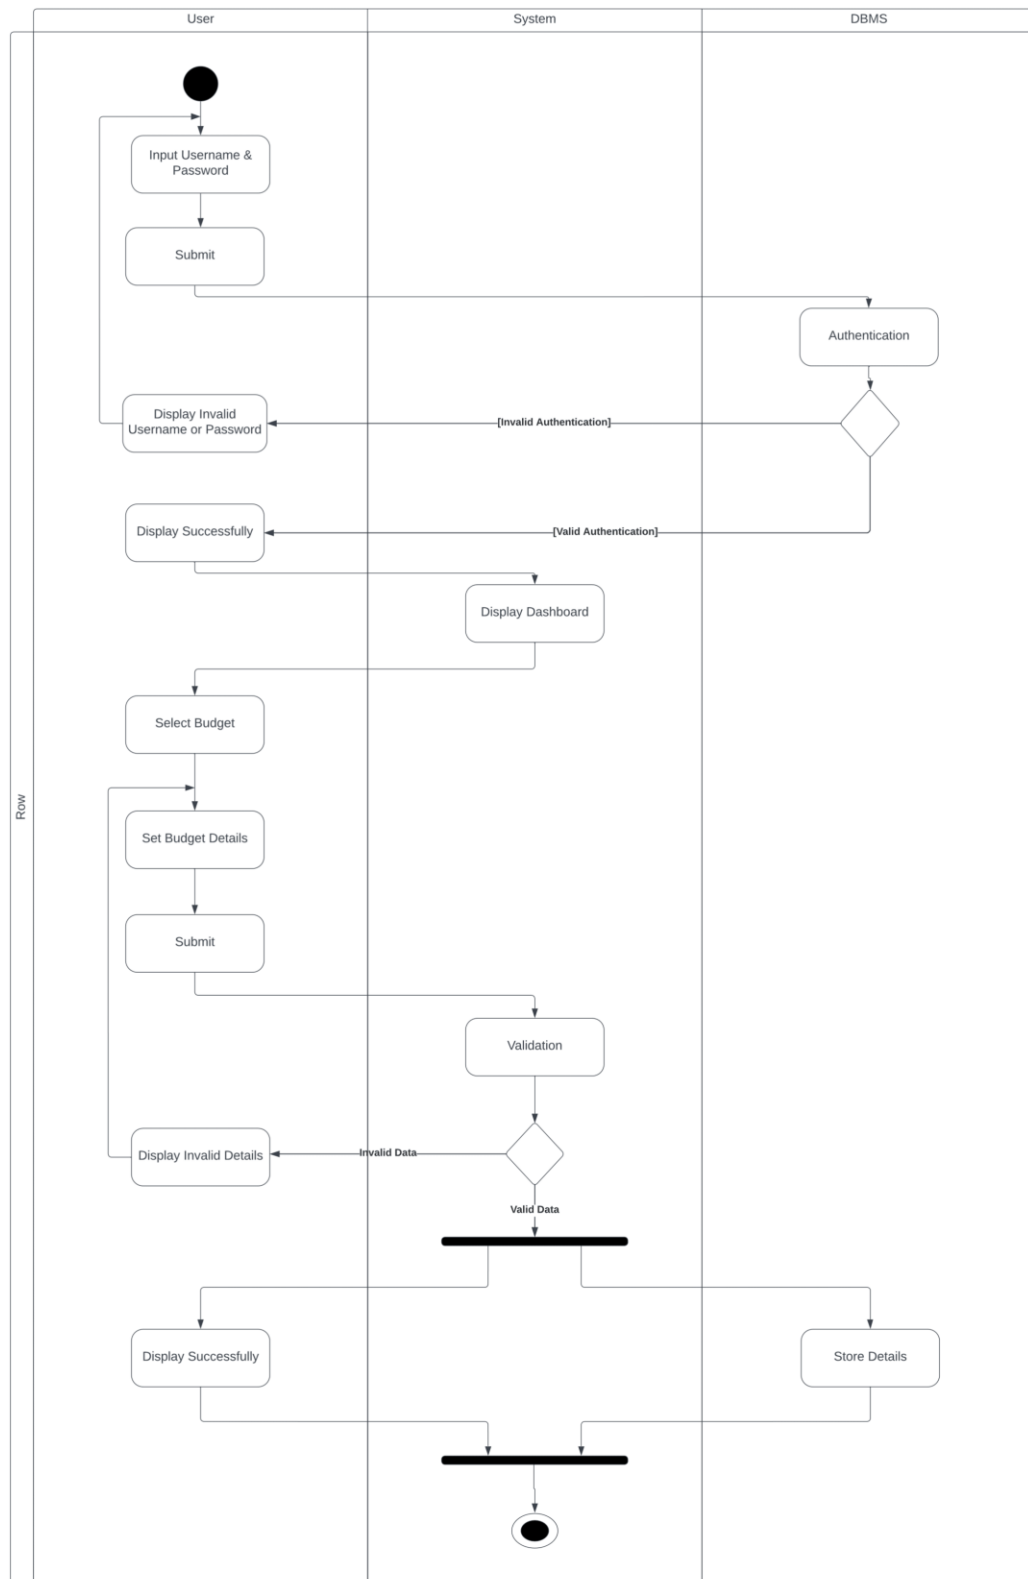 User
System
DBMS
Row
Input Username &
Password
Submit
Authentication
Display Invalid
Username or Password
[Invalid Authentication]
Display Successfully
[Valid Authentication]
Display Dashboard
Select Budget
Set Budget Details
Submit
Validation
Display Invalid Details
Invalid Data
Valid Data
Display Successfully
Store Details